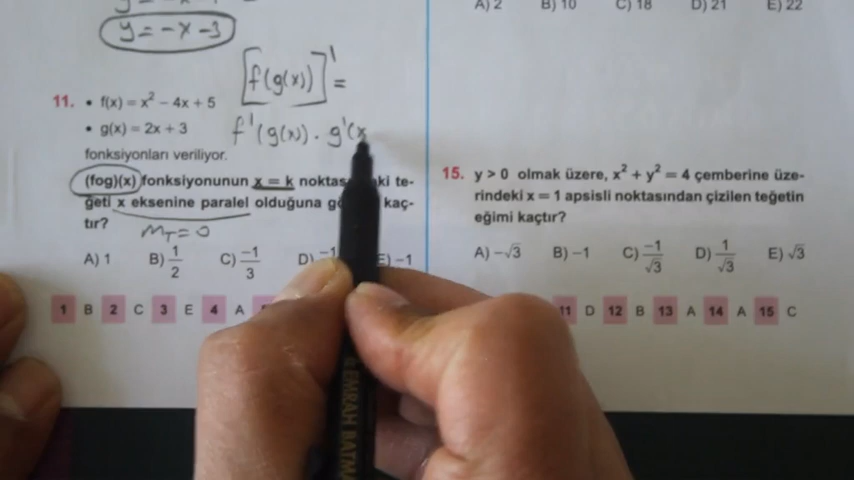 y = -x-3
[f(g(x))]' =
f'(g(x)) . g'(x
11. • f(x) = x² – 4x + 5
• g(x) = 2x + 3
fonksiyonları veriliyor.
(fog)(x) fonksiyonunun x = k te-
ğeti x eksenine paralel olduğuna kaç-
tır?
M_T = 0
A) 1 B) 1/2 C) -1/3 D) E) -1
1 B 2 C 3 E 4 A
A) 2 B) 10 C) 18 D) 21 E) 22
15. y > 0 olmak üzere, x² + y² = 4 çemberine üze-
rindeki x = 1 apsisli noktasından çizilen teğetin
eğimi kaçtır?
A) -√3 B) -1 C) -1/√3 D) 1/√3 E) √3
11 D 12 B 13 A 14 A 15 C
EMRAH